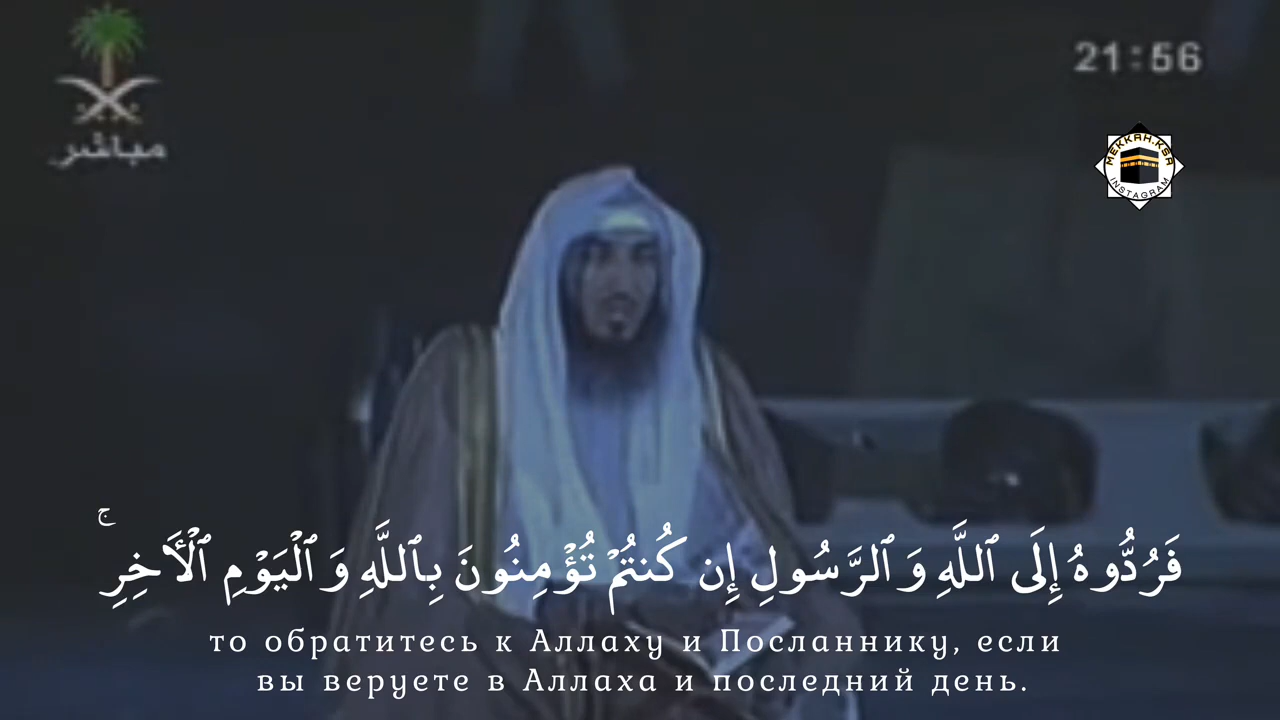 21:56
مباشر
MEKKAH.KSA
INSTAGRAM
فَرُدُّوهُ إِلَى ٱللَّهِ وَٱلرَّسُولِ إِن كُنتُمْ تُؤْمِنُونَ بِٱللَّهِ وَٱلْيَوْمِ ٱلْـَٔاخِرِ ۚ
то обратитесь к Аллаху и Посланнику, если
вы веруете в Аллаха и последний день.